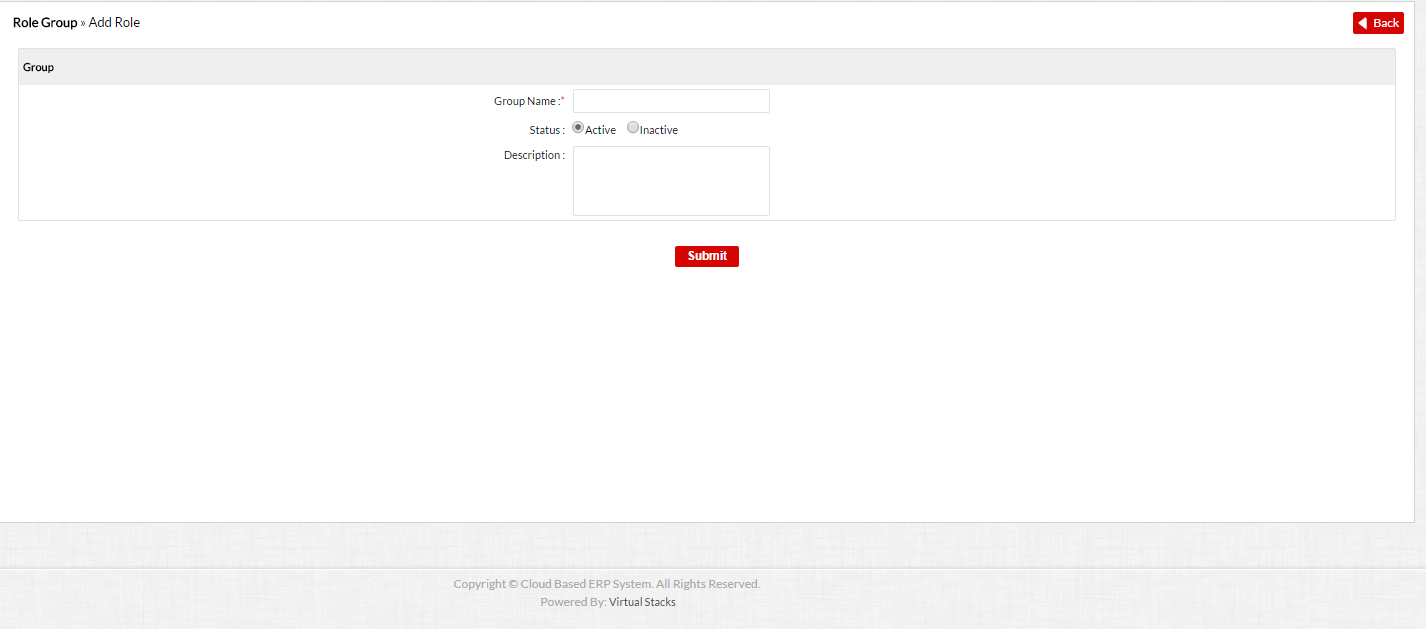 Role Group » Add Role
Back
Group
Group Name :*
Status : Active Inactive
Description :
Submit
Copyright © Cloud Based ERP System. All Rights Reserved.
Powered By: Virtual Stacks